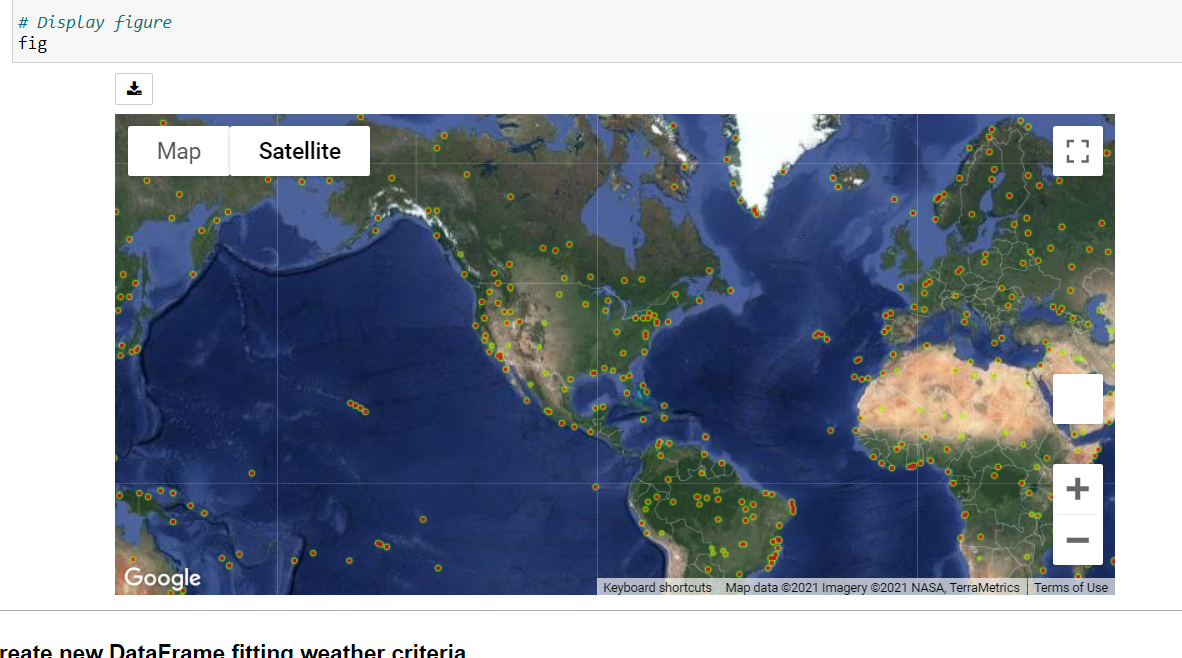 # Display figure
fig
Map Satellite
Google
Keyboard shortcuts Map data ©2021 Imagery ©2021 NASA, TerraMetrics Terms of Use
reate new DataFrame fitting weather criteria